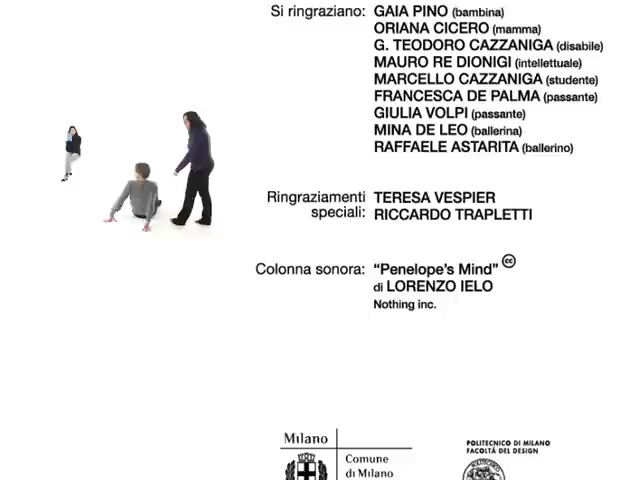 Si ringraziano: GAIA PINO (bambina)
ORIANA CICERO (mamma)
G. TEODORO CAZZANIGA (disabile)
MAURO RE DIONIGI (intellettuale)
MARCELLO CAZZANIGA (studente)
FRANCESCA DE PALMA (passante)
GIULIA VOLPI (passante)
MINA DE LEO (ballerina)
RAFFAELE ASTARITA (ballerino)
Ringraziamenti speciali: TERESA VESPIER
RICCARDO TRAPLETTI
Colonna sonora: “Penelope's Mind” cc
di LORENZO IELO
Nothing inc.
Milano
Comune
di Milano
POLITECNICO DI MILANO
FACOLTÀ DEL DESIGN